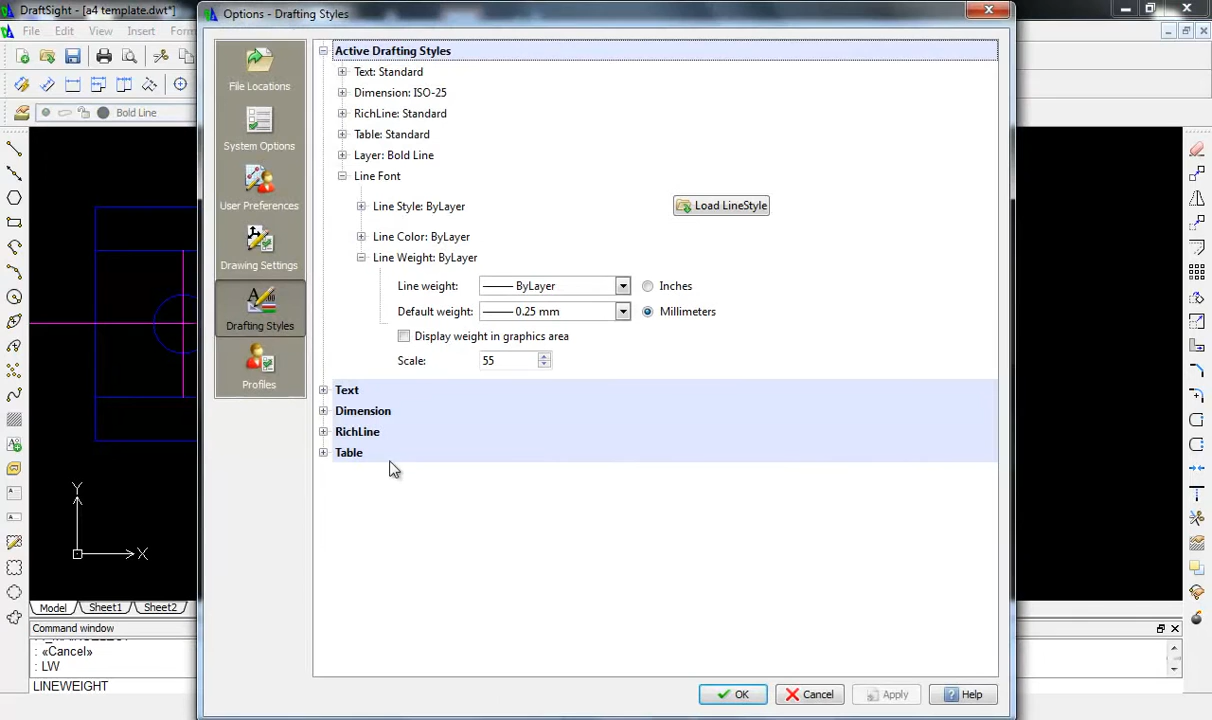 DraftSight - [a4 template.dwt*]
Options - Drafting Styles
File Edit View Insert
Bold Line
File Locations
System Options
User Preferences
Drawing Settings
Drafting Styles
Profiles
Active Drafting Styles
Text: Standard
Dimension: ISO-25
RichLine: Standard
Table: Standard
Layer: Bold Line
Line Font
Line Style: ByLayer
Load LineStyle
Line Color: ByLayer
Line Weight: ByLayer
Line weight: ByLayer Inches
Default weight: 0.25 mm Millimeters
Display weight in graphics area
Scale: 55
Text
Dimension
RichLine
Table
Y
X
Model Sheet1 Sheet2
Command window
: «Cancel»
: LW
LINEWEIGHT
OK Cancel Apply Help